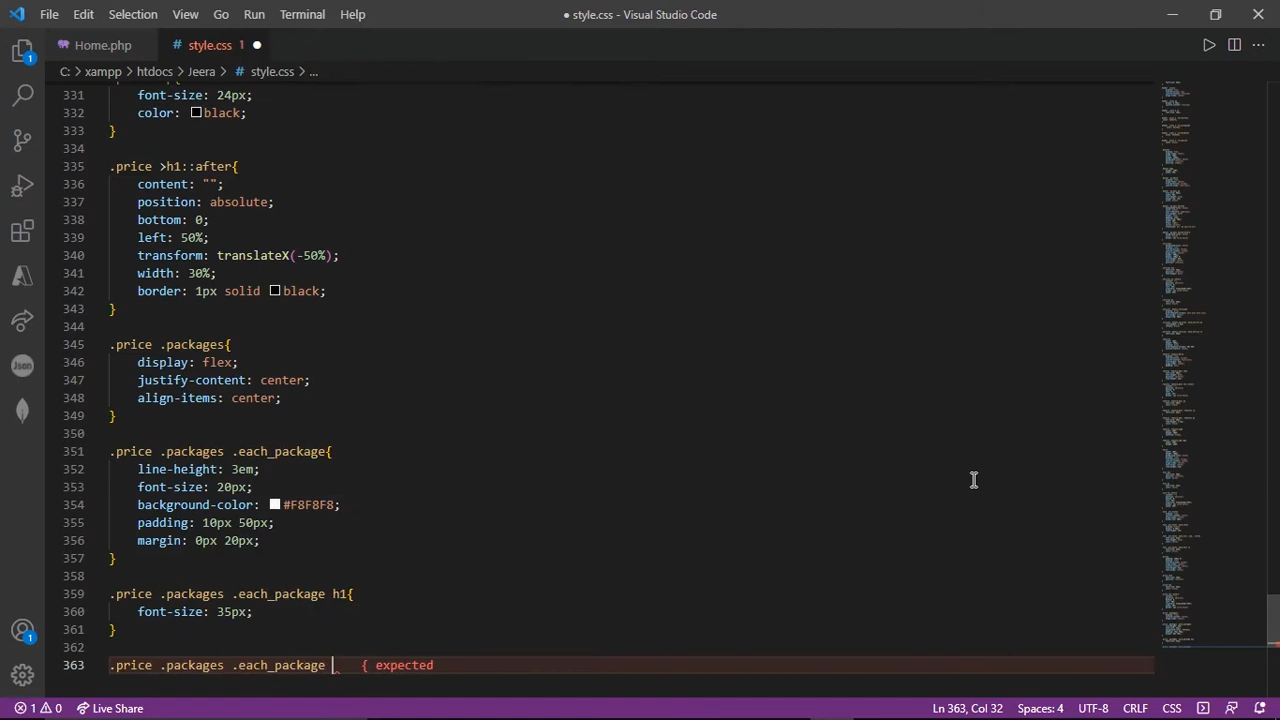 File Edit Selection View Go Run Terminal Help
● style.css - Visual Studio Code
Home.php
# style.css 1 ●
C: > xampp > htdocs > Jeera > # style.css > ...
331 font-size: 24px;
332 color: black;
333 }
334
335 .price >h1::after{
336 content: "";
337 position: absolute;
338 bottom: 0;
339 left: 50%;
340 transform: translateX(-50%);
341 width: 30%;
342 border: 1px solid black;
343 }
344
345 .price .packages{
346 display: flex;
347 justify-content: center;
348 align-items: center;
349 }
350
351 .price .packages .each_package{
352 line-height: 3em;
353 font-size: 20px;
354 background-color: #F8F8F8;
355 padding: 10px 50px;
356 margin: 0px 20px;
357 }
358
359 .price .packages .each_package h1{
360 font-size: 35px;
361 }
362
363 .price .packages .each_package { expected
1
Json
1
1 0 Live Share
Ln 363, Col 32 Spaces: 4 UTF-8 CRLF CSS